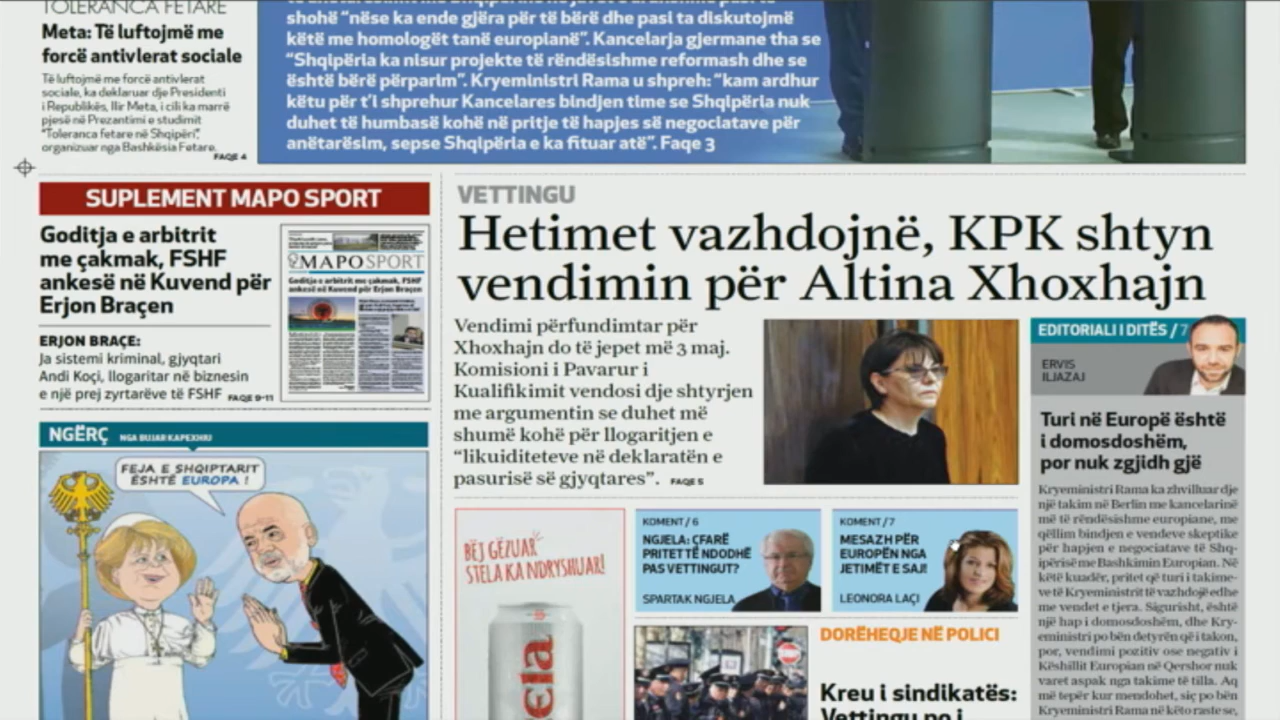 TOLERANCA FETARE
Meta: Të luftojmë me
forcë antivlerat sociale
Të luftojmë me forcë antivlerat
sociale, ka deklaruar dje Presidenti
i Republikës, Ilir Meta, i cili ka marrë
pjesë në Prezantimi e studimit
“Toleranca fetare në Shqipëri”,
organizuar nga Bashkësia Fetare.
FAQE 4
shohë “nëse ka ende gjëra për të bërë dhe pasi ta diskutojmë
këtë me homologët tanë europianë”. Kancelarja gjermane tha se
“Shqipëria ka nisur projekte të rëndësishme reformash dhe se
është bërë përparim”. Kryeministri Rama u shpreh: “kam ardhur
këtu për t’i shprehur Kancelares bindjen time se Shqipëria nuk
duhet të humbasë kohë në pritje të hapjes së negociatave për
anëtarësim, sepse Shqipëria e ka fituar atë”. Faqe 3
SUPLEMENT MAPO SPORT
Goditja e arbitrit
me çakmak, FSHF
ankesë në Kuvend për
Erjon Braçen
ERJON BRAÇE:
Ja sistemi kriminal, gjyqtari
Andi Koçi, llogaritar në biznesin
e një prej zyrtarëve të FSHF FAQE 9-11
MAPOSPORT
Goditja e arbitrit me çakmak, FSHF
ankesë në Kuvend për Erjon Braçen
NGËRÇ NGA BUJAR KAPEXHIU
FEJA E SHQIPTARIT
ËSHTË EUROPA !
VETTINGU
Hetimet vazhdojnë, KPK shtyn
vendimin për Altina Xhoxhajn
Vendimi përfundimtar për
Xhoxhajn do të jepet më 3 maj.
Komisioni i Pavarur i
Kualifikimit vendosi dje shtyrjen
me argumentin se duhet më
shumë kohë për llogaritjen e
“likuiditeteve në deklaratën e
pasurisë së gjyqtares”. FAQE 5
BËJ GËZUAR
STELA KA NDRYSHUAR!
ela
KOMENT / 6
NGJELA: ÇFARË
PRITET TË NDODHË
PAS VETTINGUT?
SPARTAK NGJELA
KOMENT / 7
MESAZH PËR
EUROPËN NGA
JETIMËT E SAJ!
LEONORA LAÇI
DORËHEQJE NË POLICI
Kreu i sindikatës:
Vettingu po i
EDITORIALI I DITËS / 7
ERVIS
ILJAZAJ
Turi në Europë është
i domosdoshëm,
por nuk zgjidh gjë
Kryeministri Rama ka zhvilluar dje
një takim në Berlin me kancelarinë
më të rëndësishme europiane, me
qëllim bindjen e vendeve skeptike
për hapjen e negociatave të Shq-
ipërisë me Bashkimin Europian. Në
këtë kuadër, pritet që turi i takime-
ve të Kryeministrit të vazhdojë edhe
me vendet e tjera. Sigurisht, është
një hap i domosdoshëm, dhe Kry-
eministri po bën detyrën që i takon,
por, vendimi pozitiv ose negativ i
Këshillit Europian në Qershor nuk
varet aspak nga takime të tilla. Aq
më tepër kur mendohet, siç po bën
Kryeministri Rama në këto raste se,